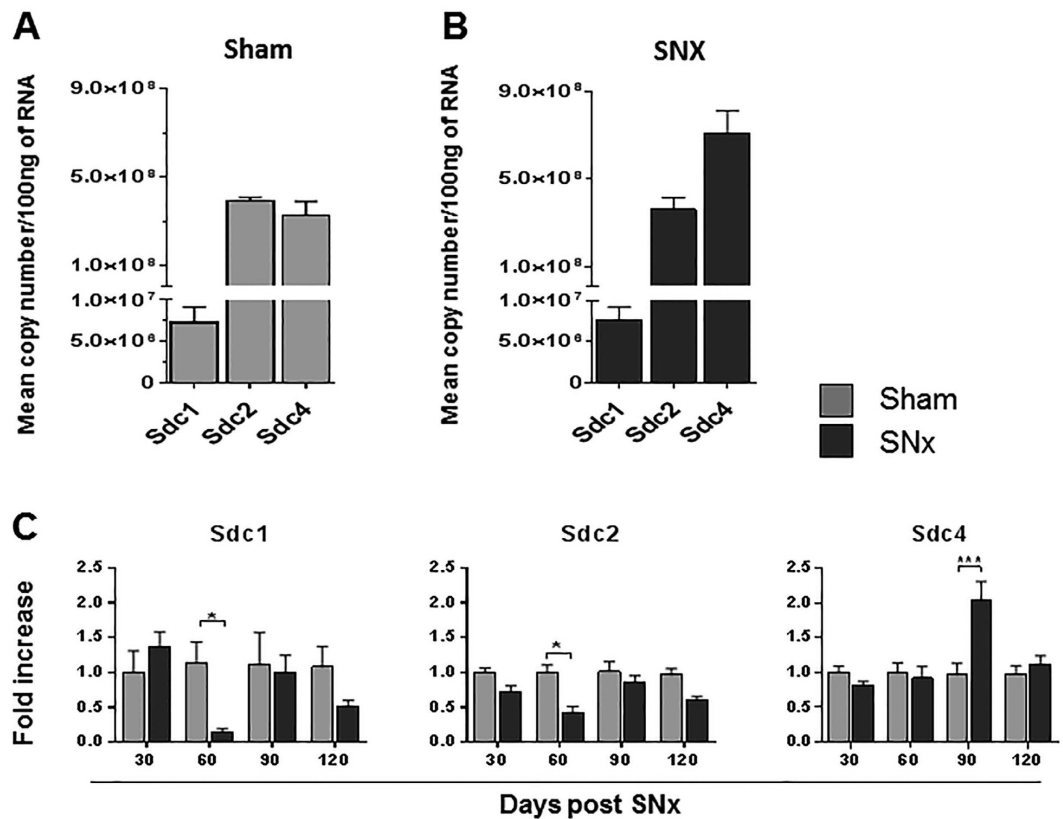 A
Sham
Mean copy number/100ng of RNA
9.0×10⁸
5.0×10⁸
1.0×10⁸
1.0×10⁷
5.0×10⁶
0
Sdc1
Sdc2
Sdc4
B
SNX
Mean copy number/100ng of RNA
9.0×10⁸
5.0×10⁸
1.0×10⁸
1.0×10⁷
5.0×10⁶
0
Sdc1
Sdc2
Sdc4
Sham
SNx
C
Fold increase
Sdc1
2.5
2.0
1.5
1.0
0.5
0.0
*
30 60 90 120
Sdc2
2.5
2.0
1.5
1.0
0.5
0.0
*
30 60 90 120
Sdc4
2.5
2.0
1.5
1.0
0.5
0.0
***
30 60 90 120
Days post SNx